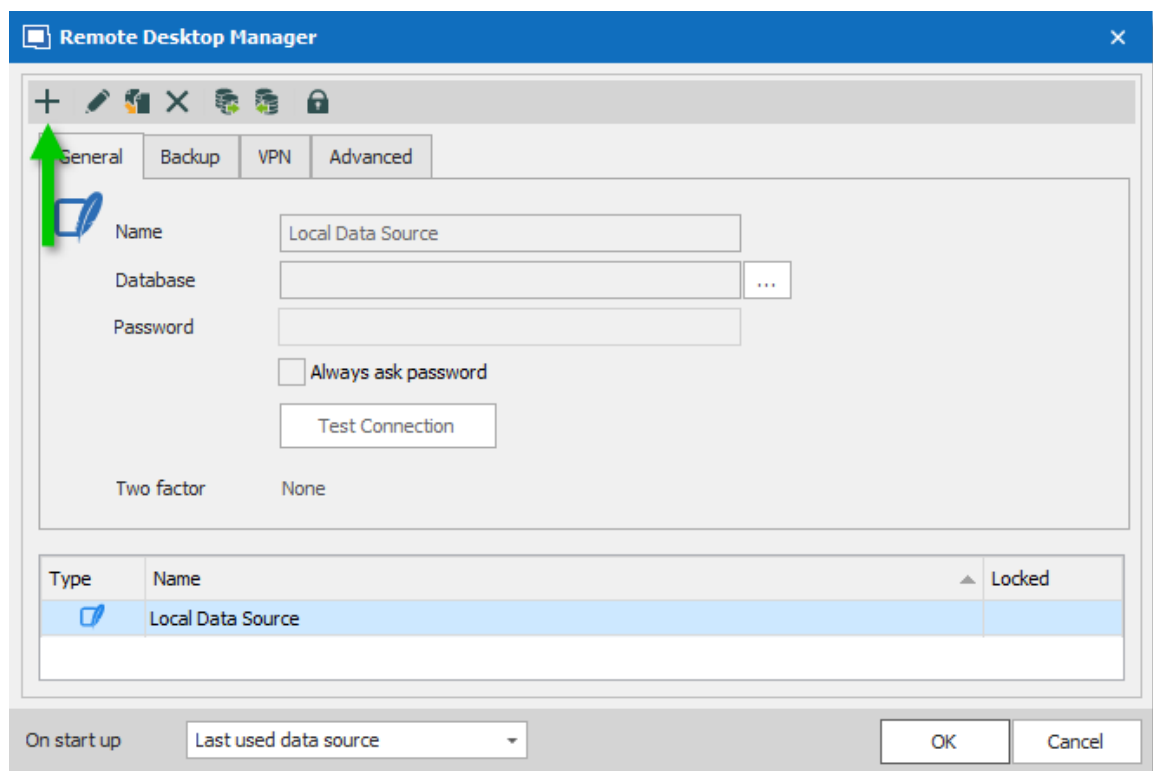 Remote Desktop Manager
General Backup VPN Advanced
Name Local Data Source
Database ...
Password
Always ask password
Test Connection
Two factor None
Type Name Locked
Local Data Source
On start up Last used data source OK Cancel